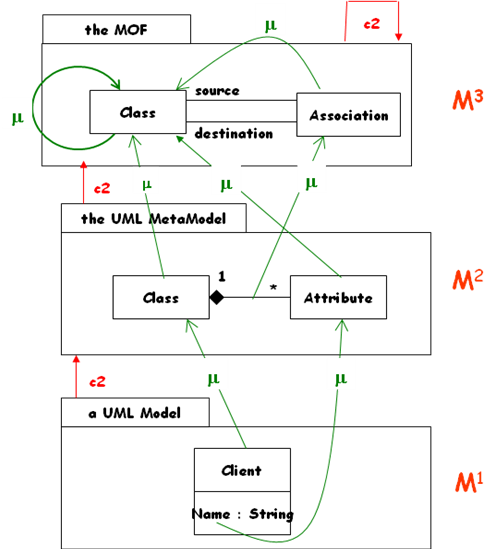 the MOF
c2
μ
source
M3
μ
Class
Association
destination
c2
μ
μ
μ
the UML MetaModel
M2
1
*
Class
Attribute
c2
μ
μ
a UML Model
M1
Client
Name : String